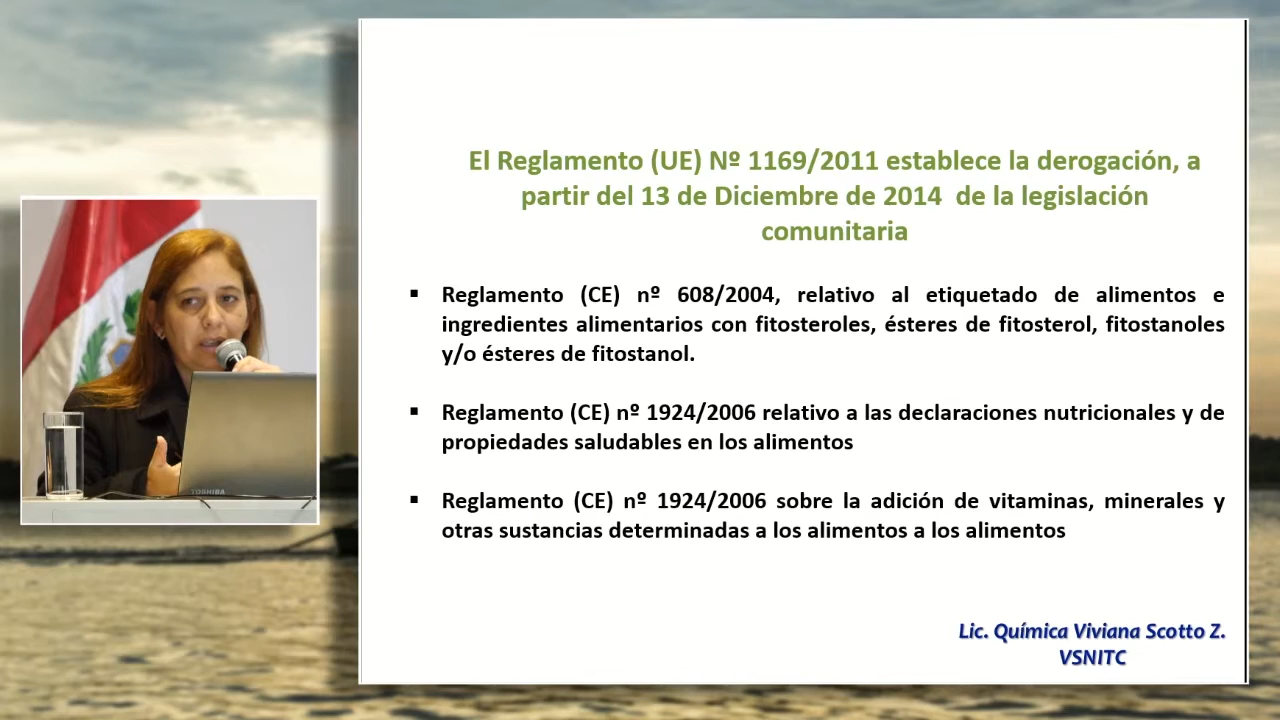 El Reglamento (UE) Nº 1169/2011 establece la derogación, a
partir del 13 de Diciembre de 2014 de la legislación
comunitaria
▪ Reglamento (CE) nº 608/2004, relativo al etiquetado de alimentos e
ingredientes alimentarios con fitosteroles, ésteres de fitosterol, fitostanoles
y/o ésteres de fitostanol.
▪ Reglamento (CE) nº 1924/2006 relativo a las declaraciones nutricionales y de
propiedades saludables en los alimentos
▪ Reglamento (CE) nº 1924/2006 sobre la adición de vitaminas, minerales y
otras sustancias determinadas a los alimentos a los alimentos
Lic. Química Viviana Scotto Z.
VSNITC
TOSHIBA